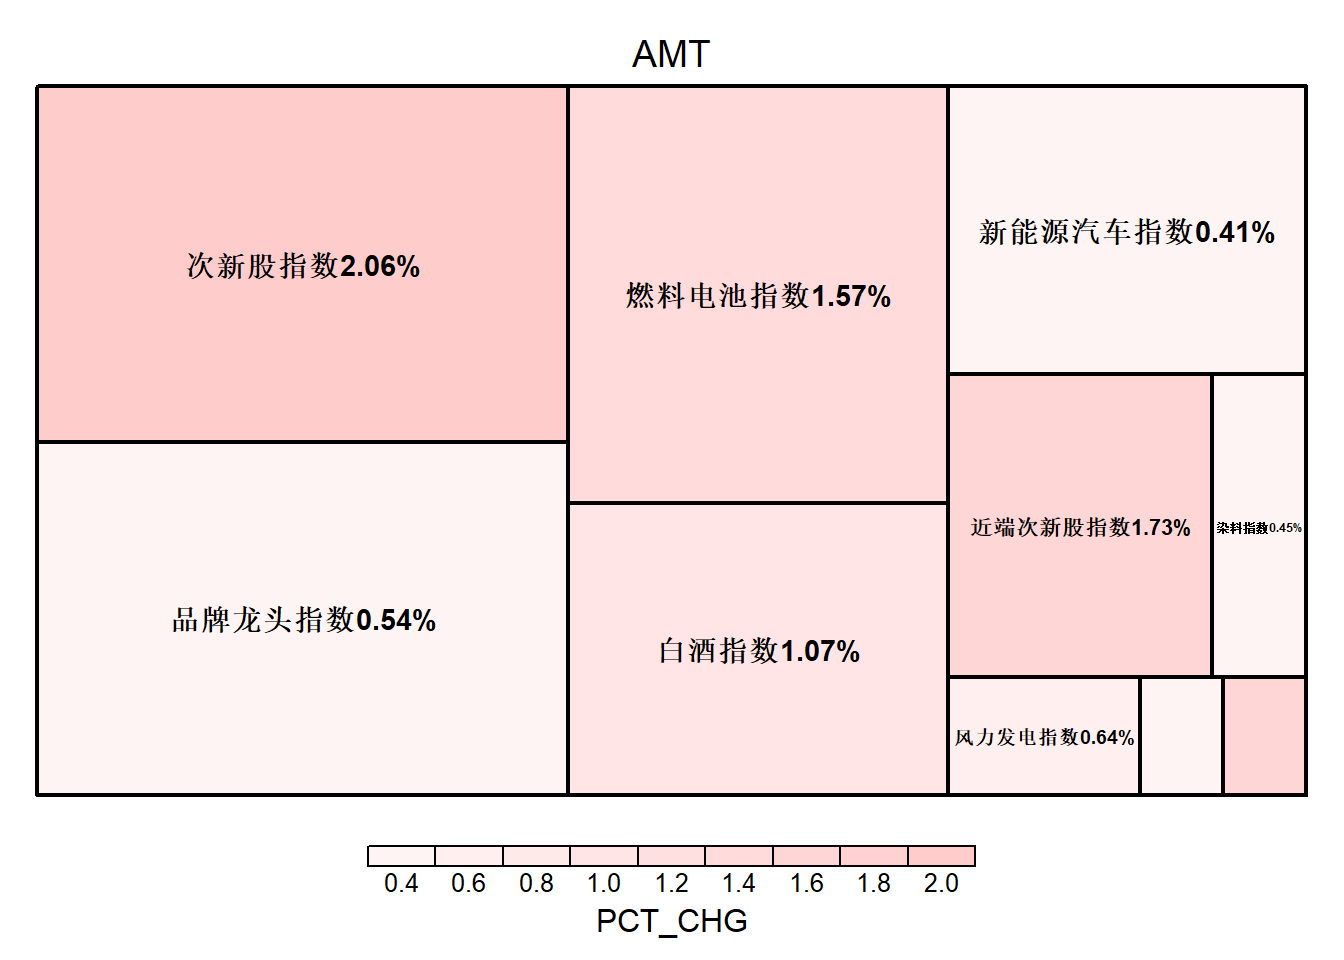 AMT
次新股指数2.06%
品牌龙头指数0.54%
燃料电池指数1.57%
白酒指数1.07%
新能源汽车指数0.41%
近端次新股指数1.73%
染料指数0.45%
风力发电指数0.64%
0.4 0.6 0.8 1.0 1.2 1.4 1.6 1.8 2.0
PCT_CHG